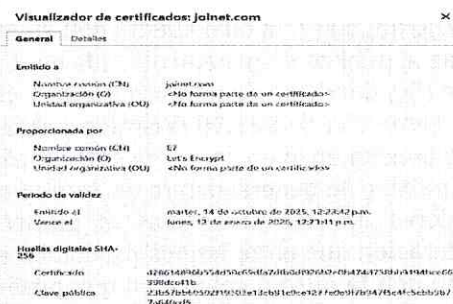 Visualizador de certificados: joinet.com ×
General Detalles
Emitido a
Nombre común (CN) joinet.com
Organización (O) <No forma parte de un certificado>
Unidad organizativa (OU) <No forma parte de un certificado>
Proporcionada por
Nombre común (CN) E7
Organización (O) Let's Encrypt
Unidad organizativa (OU) <No forma parte de un certificado>
Periodo de validez
Emitido el martes, 14 de octubre de 2025, 12:23:42 p.m.
Vence el lunes, 12 de enero de 2026, 12:23:41 p.m.
Huellas digitales SHA-
256
Certificado
Clave pública